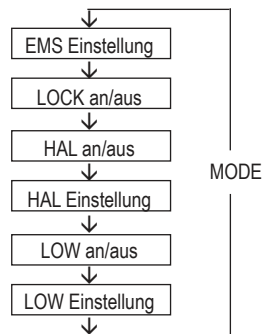 EMS Einstellung
LOCK an/aus
HAL an/aus
MODE
HAL Einstellung
LOW an/aus
LOW Einstellung